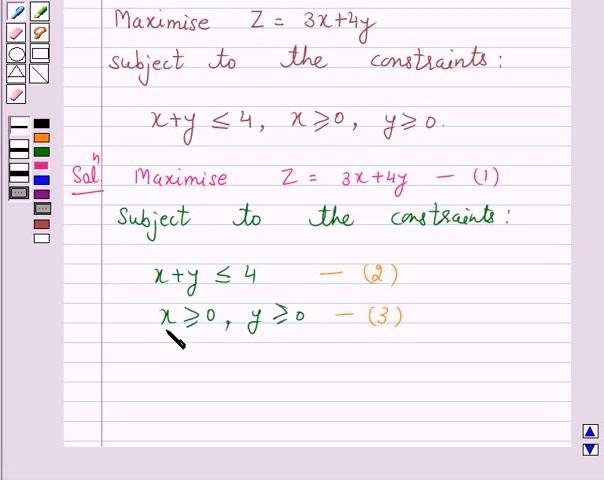 Maximise Z = 3x+4y
subject to the constraints:
x+y ≤ 4, x ≥ 0, y ≥ 0.
Solⁿ Maximise Z = 3x+4y — (1)
Subject to the constraints:
x+y ≤ 4 — (2)
x ≥ 0, y ≥ 0 — (3)